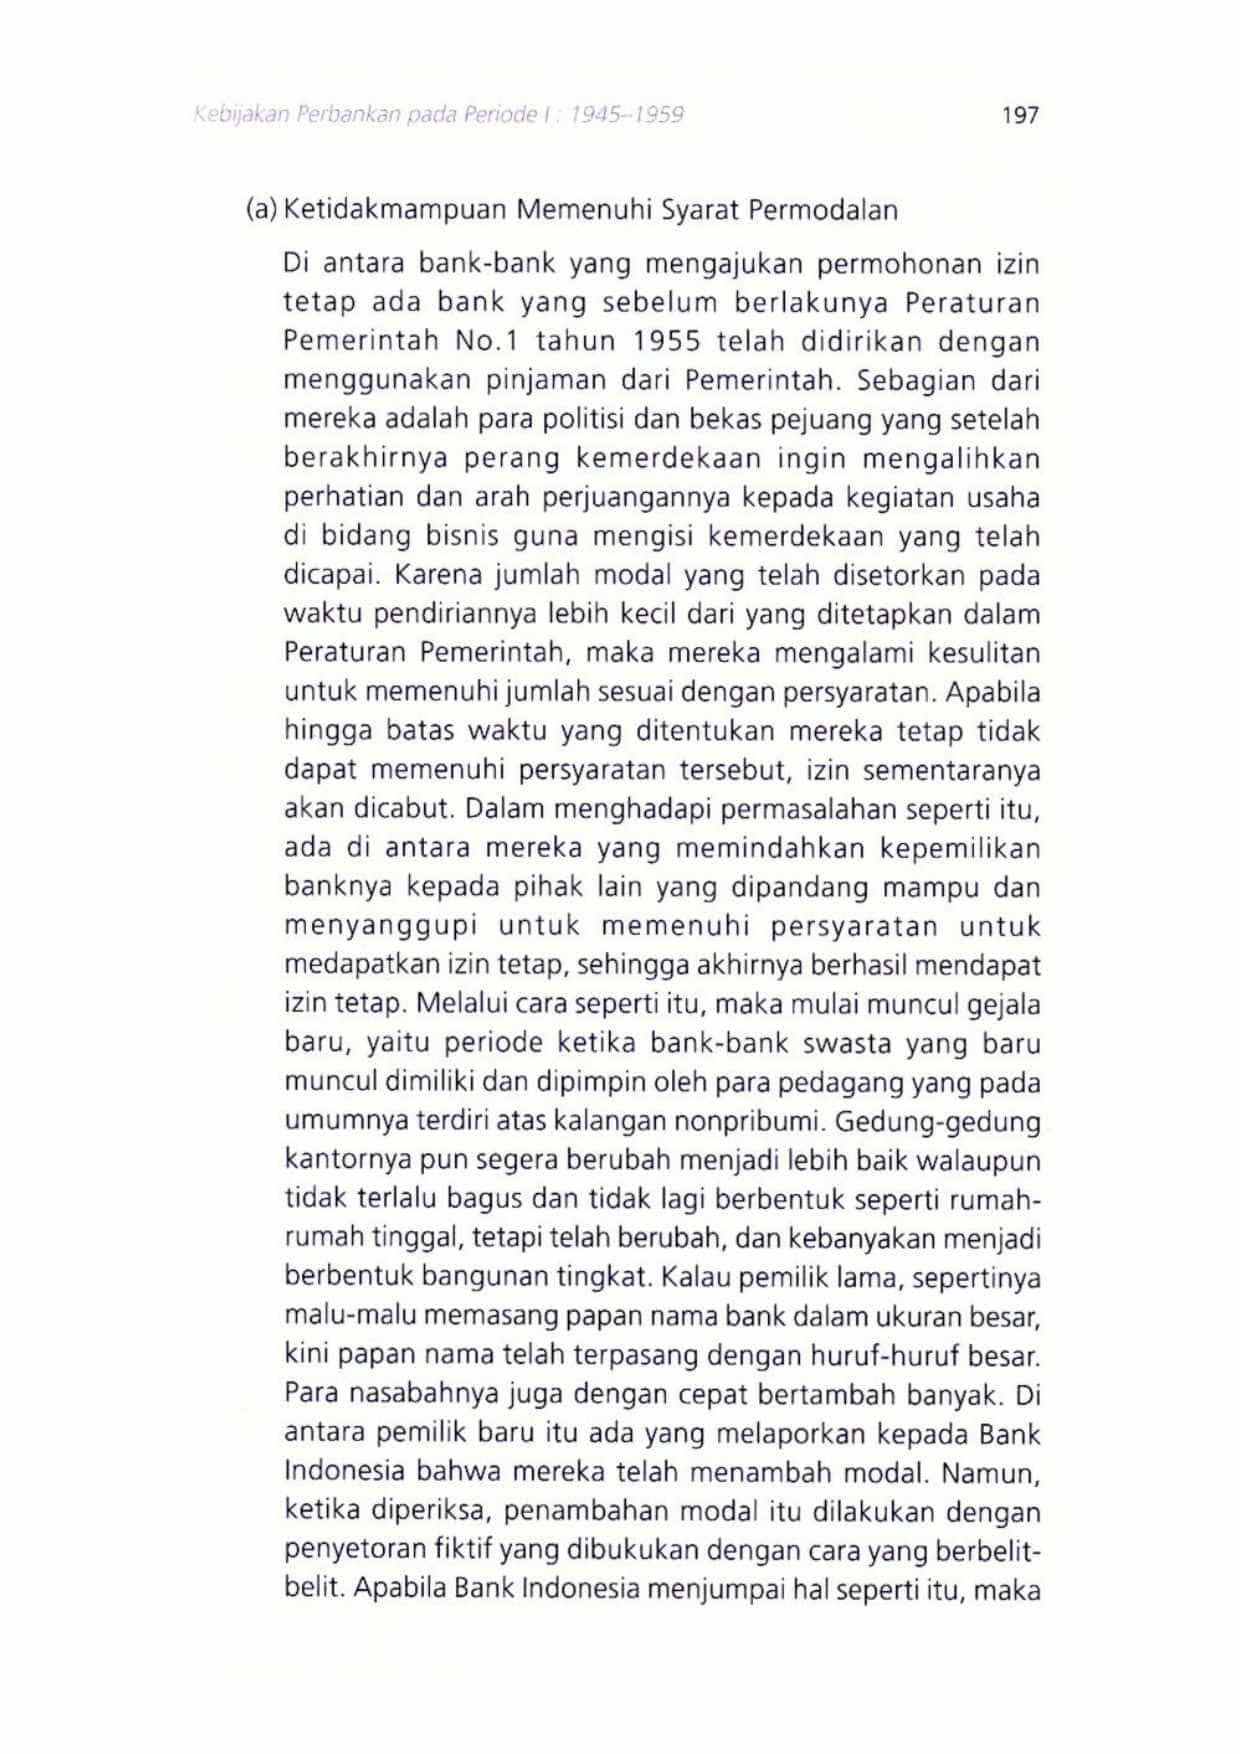 Kebijakan Perbankan pada Periode I : 1945–1959 197
(a) Ketidakmampuan Memenuhi Syarat Permodalan
Di antara bank-bank yang mengajukan permohonan izin
tetap ada bank yang sebelum berlakunya Peraturan
Pemerintah No.1 tahun 1955 telah didirikan dengan
menggunakan pinjaman dari Pemerintah. Sebagian dari
mereka adalah para politisi dan bekas pejuang yang setelah
berakhirnya perang kemerdekaan ingin mengalihkan
perhatian dan arah perjuangannya kepada kegiatan usaha
di bidang bisnis guna mengisi kemerdekaan yang telah
dicapai. Karena jumlah modal yang telah disetorkan pada
waktu pendiriannya lebih kecil dari yang ditetapkan dalam
Peraturan Pemerintah, maka mereka mengalami kesulitan
untuk memenuhi jumlah sesuai dengan persyaratan. Apabila
hingga batas waktu yang ditentukan mereka tetap tidak
dapat memenuhi persyaratan tersebut, izin sementaranya
akan dicabut. Dalam menghadapi permasalahan seperti itu,
ada di antara mereka yang memindahkan kepemilikan
banknya kepada pihak lain yang dipandang mampu dan
menyanggupi untuk memenuhi persyaratan untuk
medapatkan izin tetap, sehingga akhirnya berhasil mendapat
izin tetap. Melalui cara seperti itu, maka mulai muncul gejala
baru, yaitu periode ketika bank-bank swasta yang baru
muncul dimiliki dan dipimpin oleh para pedagang yang pada
umumnya terdiri atas kalangan nonpribumi. Gedung-gedung
kantornya pun segera berubah menjadi lebih baik walaupun
tidak terlalu bagus dan tidak lagi berbentuk seperti rumah-
rumah tinggal, tetapi telah berubah, dan kebanyakan menjadi
berbentuk bangunan tingkat. Kalau pemilik lama, sepertinya
malu-malu memasang papan nama bank dalam ukuran besar,
kini papan nama telah terpasang dengan huruf-huruf besar.
Para nasabahnya juga dengan cepat bertambah banyak. Di
antara pemilik baru itu ada yang melaporkan kepada Bank
Indonesia bahwa mereka telah menambah modal. Namun,
ketika diperiksa, penambahan modal itu dilakukan dengan
penyetoran fiktif yang dibukukan dengan cara yang berbelit-
belit. Apabila Bank Indonesia menjumpai hal seperti itu, maka